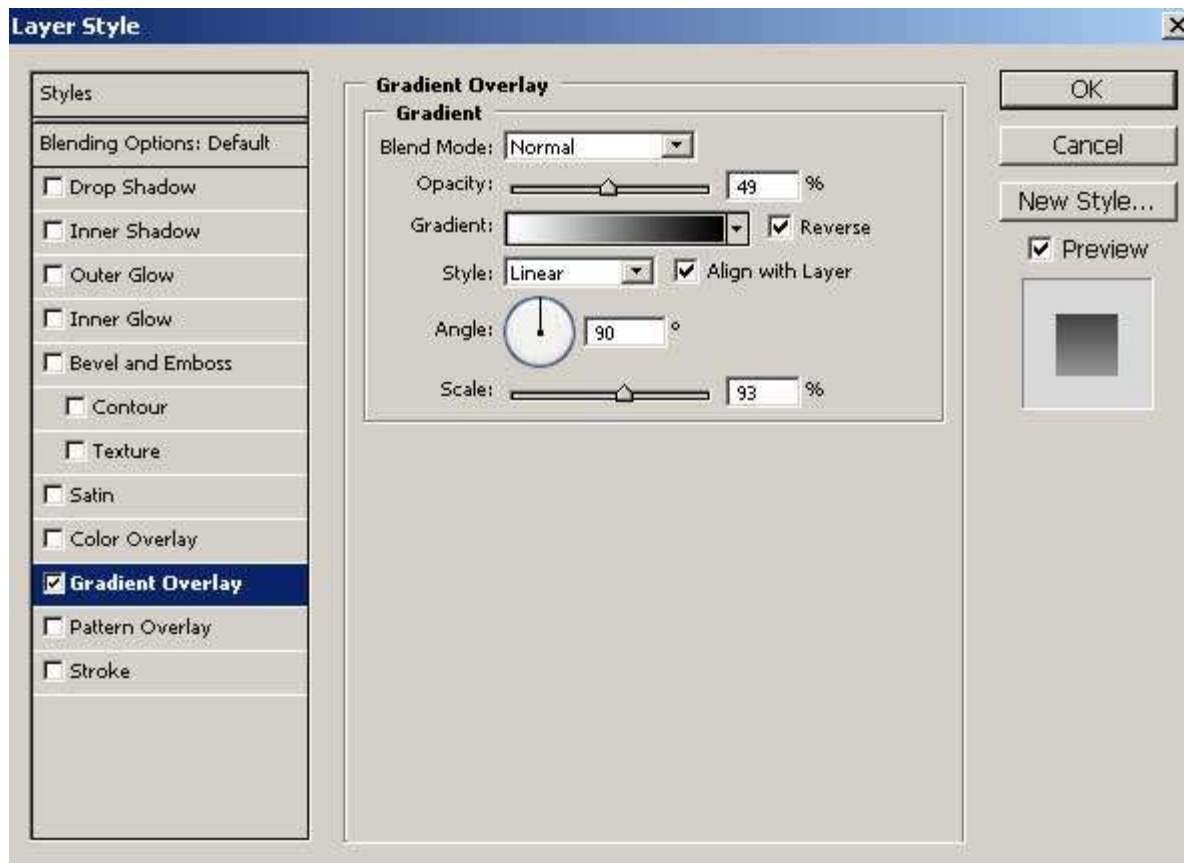 Layer Style
Styles
Blending Options: Default
Drop Shadow
Inner Shadow
Outer Glow
Inner Glow
Bevel and Emboss
Contour
Texture
Satin
Color Overlay
Gradient Overlay
Pattern Overlay
Stroke
Gradient Overlay
Gradient
Blend Mode: Normal
Opacity: 49 %
Gradient: Reverse
Style: Linear Align with Layer
Angle: 90 °
Scale: 93 %
OK
Cancel
New Style...
Preview